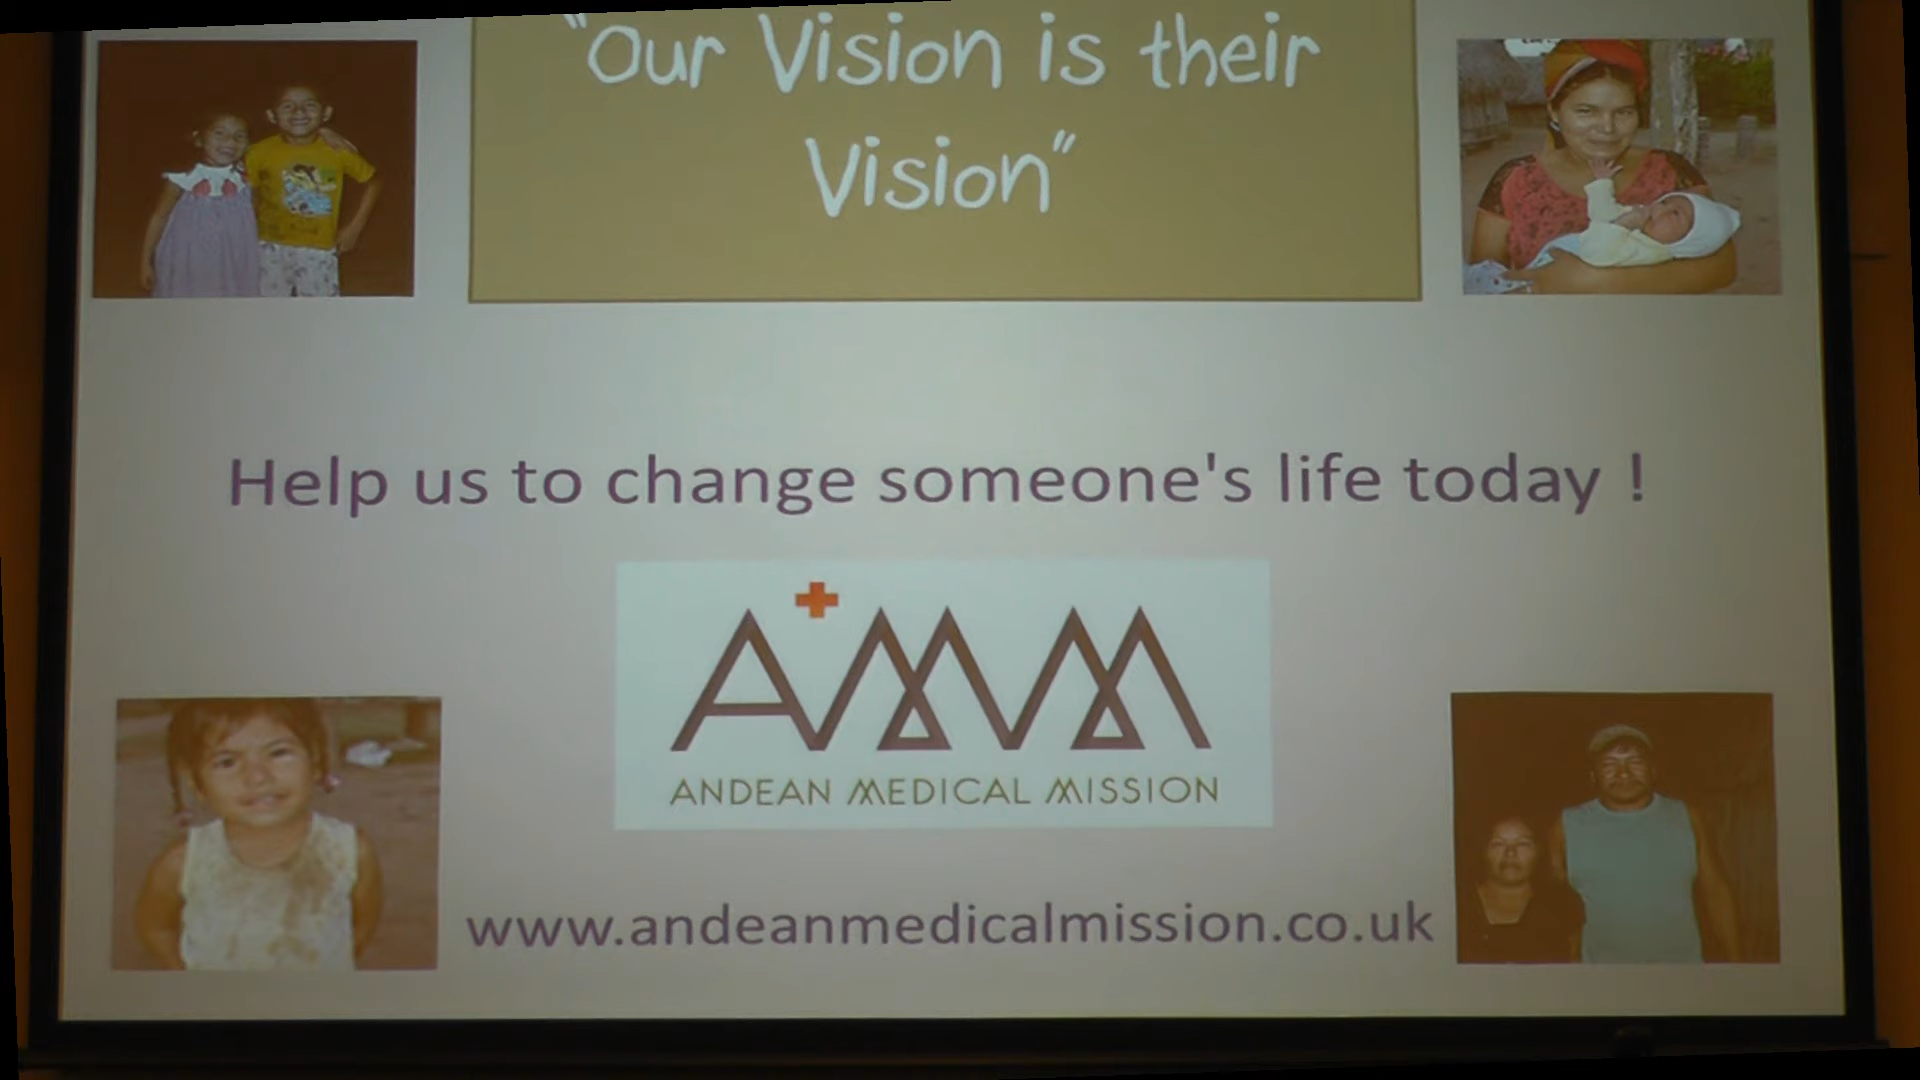 "Our Vision is their
Vision"
Help us to change someone's life today !
AMM
ANDEAN MEDICAL MISSION
www.andeanmedicalmission.co.uk